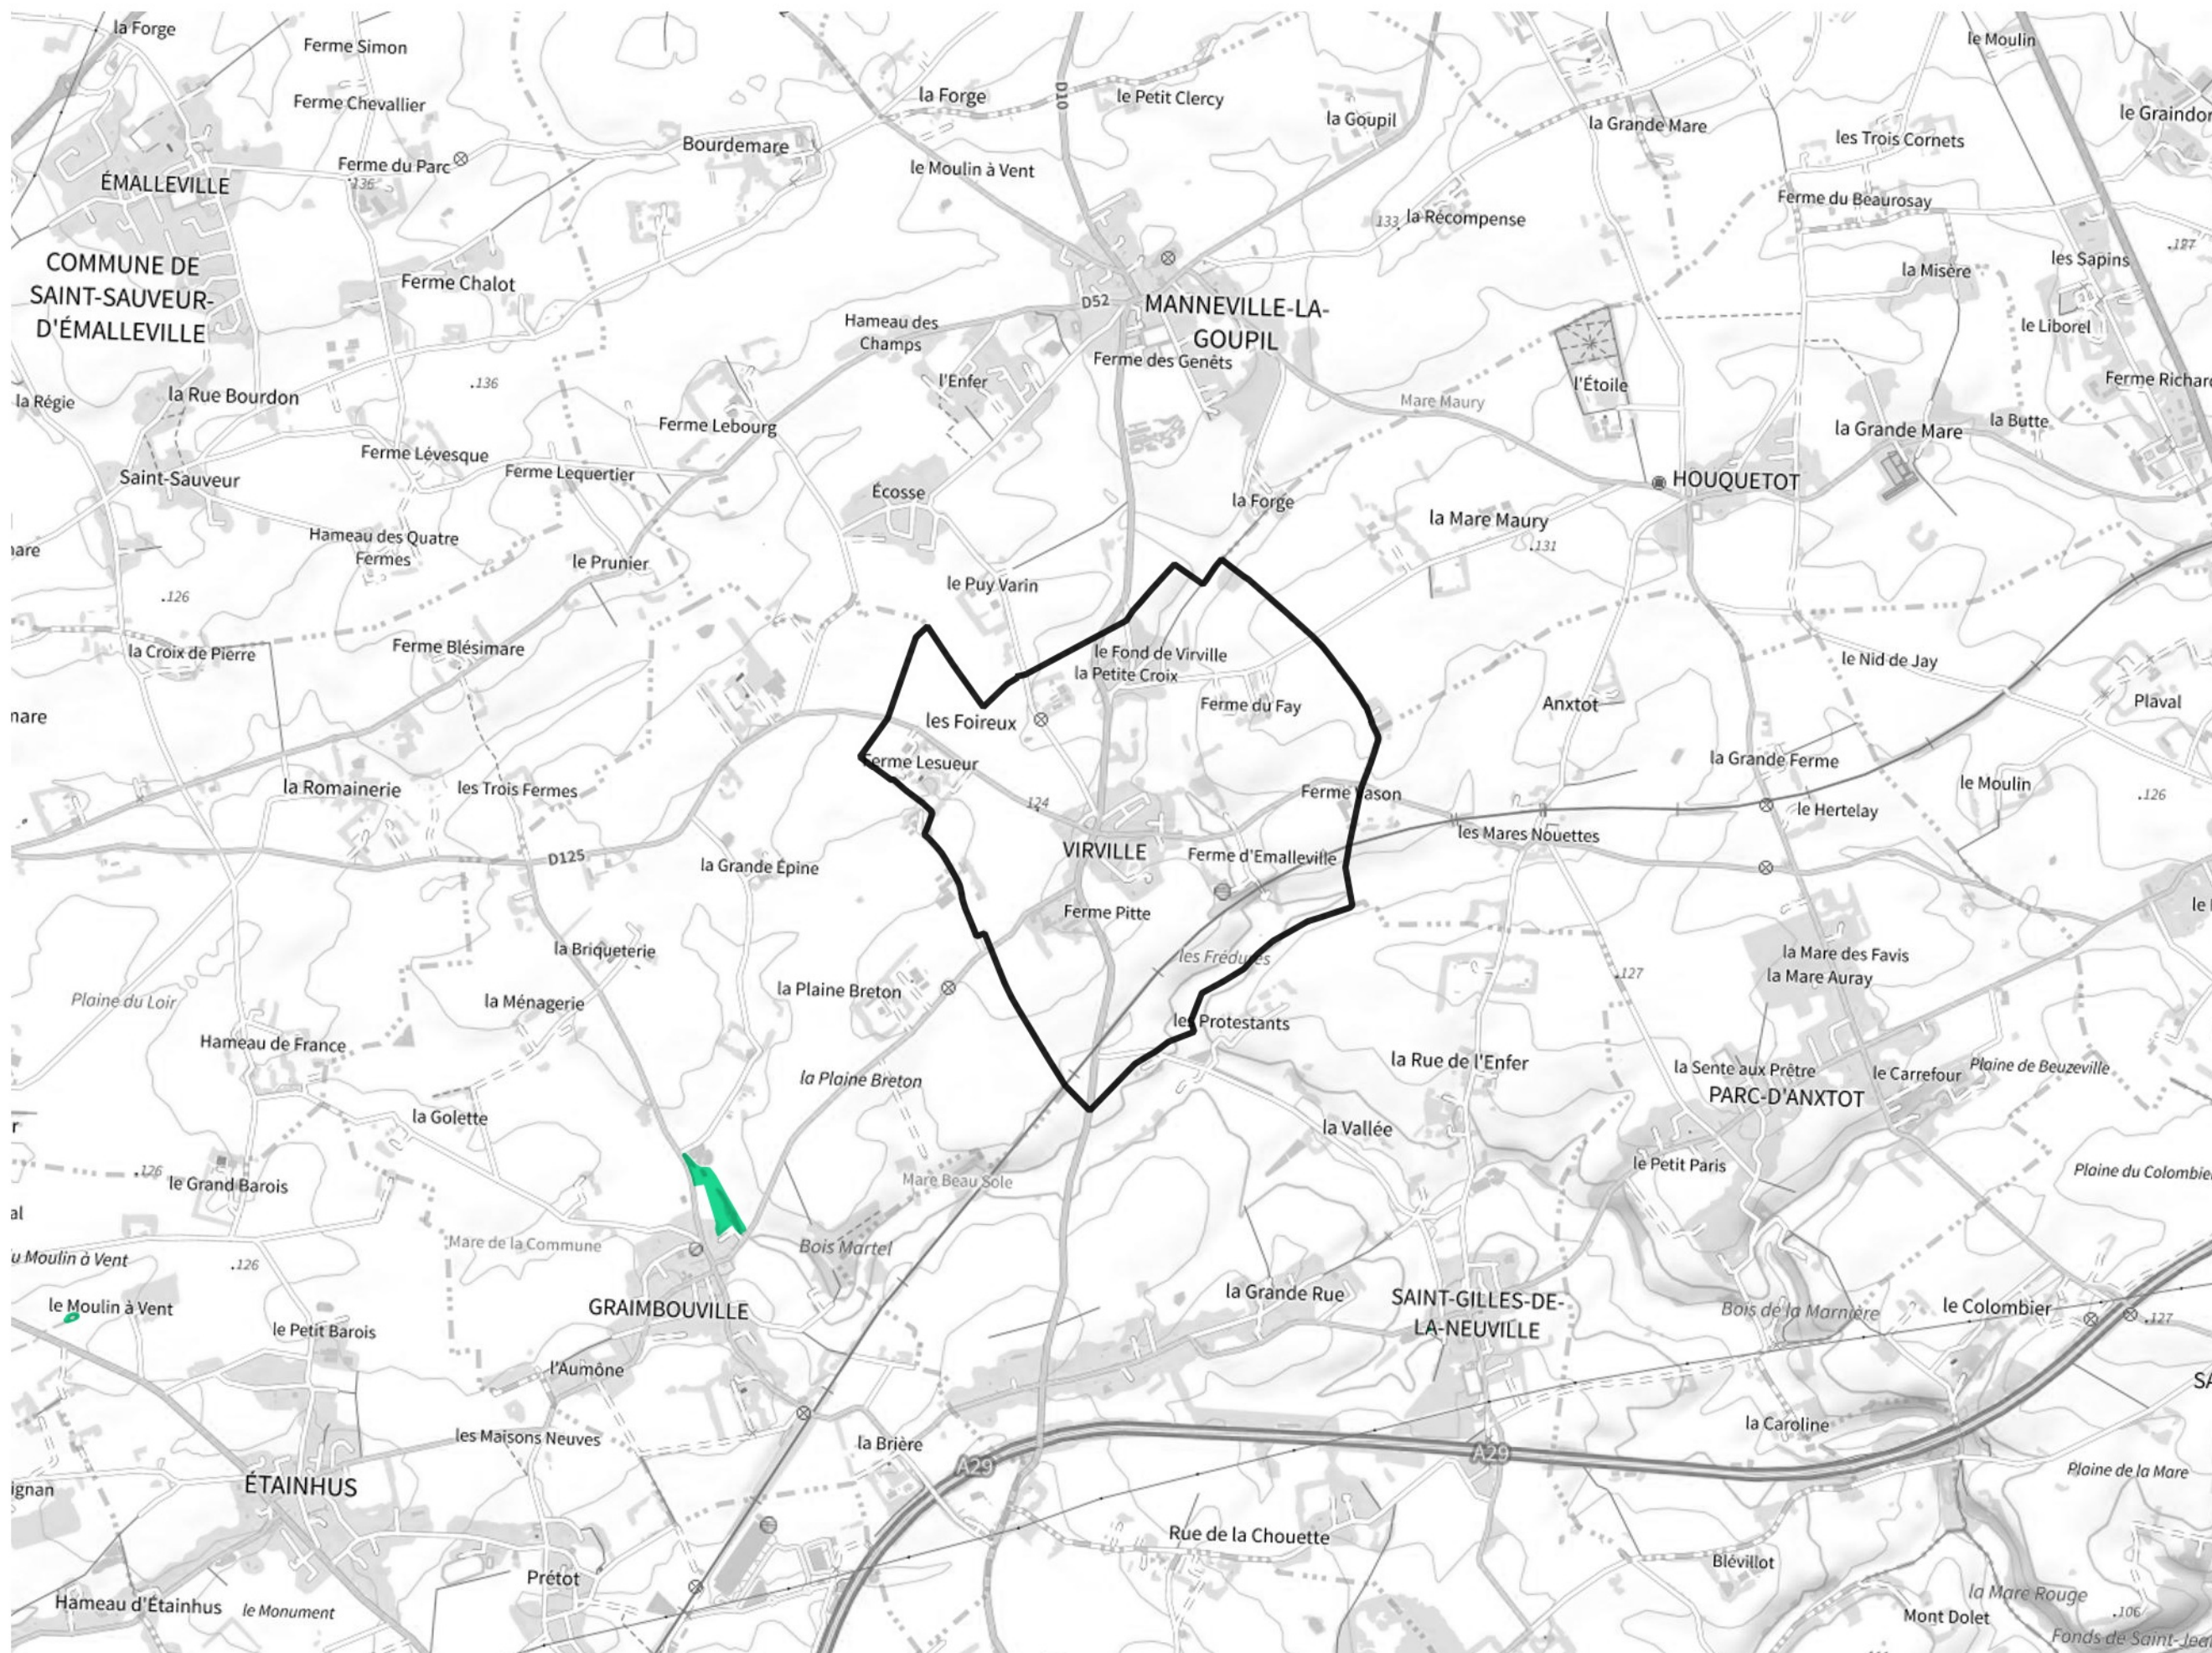 la Forge
Ferme Simon
le Moulin
Ferme Chevallier
la Forge
D10
le Petit Clercy
la Goupil
la Grande Mare
les Trois Cornets
le Graindor
Ferme du Parc
136
Bourdemare
le Moulin à Vent
ÉMALLEVILLE
133
la Récompense
Ferme du Beaurosay
127
COMMUNE DE
SAINT-SAUVEUR-
D'ÉMALLEVILLE
Ferme Chalot
la Misère
les Sapins
D52
MANNEVILLE-LA-
GOUPIL
Hameau des
Champs
le Liborel
Ferme des Genêts
l'Enfer
136
l'Étoile
Ferme Richard
la Régie
la Rue Bourdon
Mare Maury
Ferme Lebourg
la Grande Mare
la Butte
Ferme Lévesque
Ferme Lequertier
Saint-Sauveur
Écosse
la Forge
HOUQUETOT
la Mare Maury
131
Hameau des Quatre
Fermes
le Prunier
mare
le Puy Varin
126
la Croix de Pierre
Ferme Blésimare
le Fond de Virville
la Petite Croix
le Nid de Jay
mare
les Foireux
Ferme du Fay
Anxtot
Plaval
Ferme Lesueur
la Grande Ferme
la Romainerie
les Trois Fermes
124
Ferme Vason
le Moulin
126
le Hertelay
les Mares Nouettes
D125
la Grande Épine
VIRVILLE
Ferme d'Emalleville
Ferme Pitte
le
la Briqueterie
les Frédures
la Mare des Favis
la Mare Auray
127
Plaine du Loir
la Ménagerie
la Plaine Breton
les Protestants
Hameau de France
la Rue de l'Enfer
la Sente aux Prêtre
le Carrefour
Plaine de Beuzeville
la Plaine Breton
PARC-D'ANXTOT
la Golette
r
la Vallée
126
le Grand Barois
Mare Beau Sole
le Petit Paris
Plaine du Colombie
al
u Moulin à Vent
Mare de la Commune
Bois Martel
126
le Moulin à Vent
le Petit Barois
GRAIMBOUVILLE
la Grande Rue
SAINT-GILLES-DE-
LA-NEUVILLE
Bois de la Marnière
le Colombier
127
l'Aumône
SA
les Maisons Neuves
la Brière
A29
A29
la Caroline
Plaine de la Mare
ÉTAINHUS
ignan
Rue de la Chouette
Blévillot
Prétot
Hameau d'Étainhus
le Monument
la Mare Rouge
Mont Dolet
106
Fonds de Saint-Jea